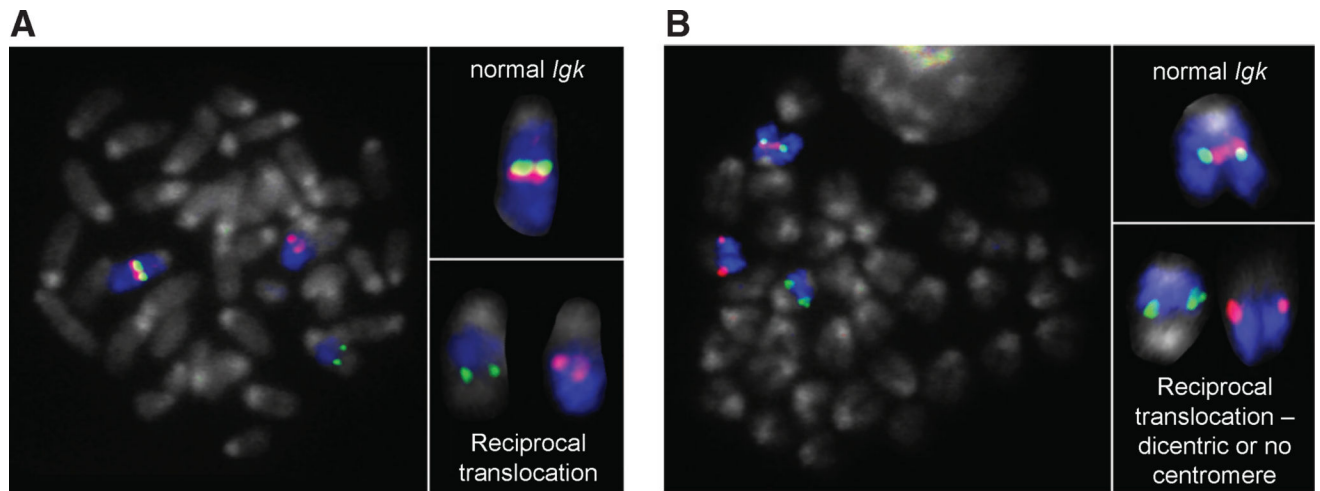 A
normal Igk
Reciprocal
translocation
B
normal Igk
Reciprocal
translocation –
dicentric or no
centromere